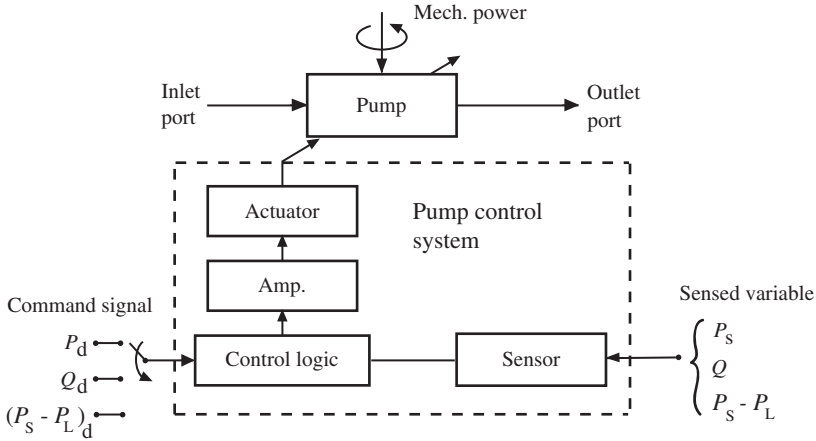 Mech. power
Inlet
port
Pump
Outlet
port
Actuator
Pump control
system
Amp.
Command signal
Sensed variable
P_d
Control logic
Sensor
P_s
Q_d
Q
(P_s - P_L)_d
P_s - P_L